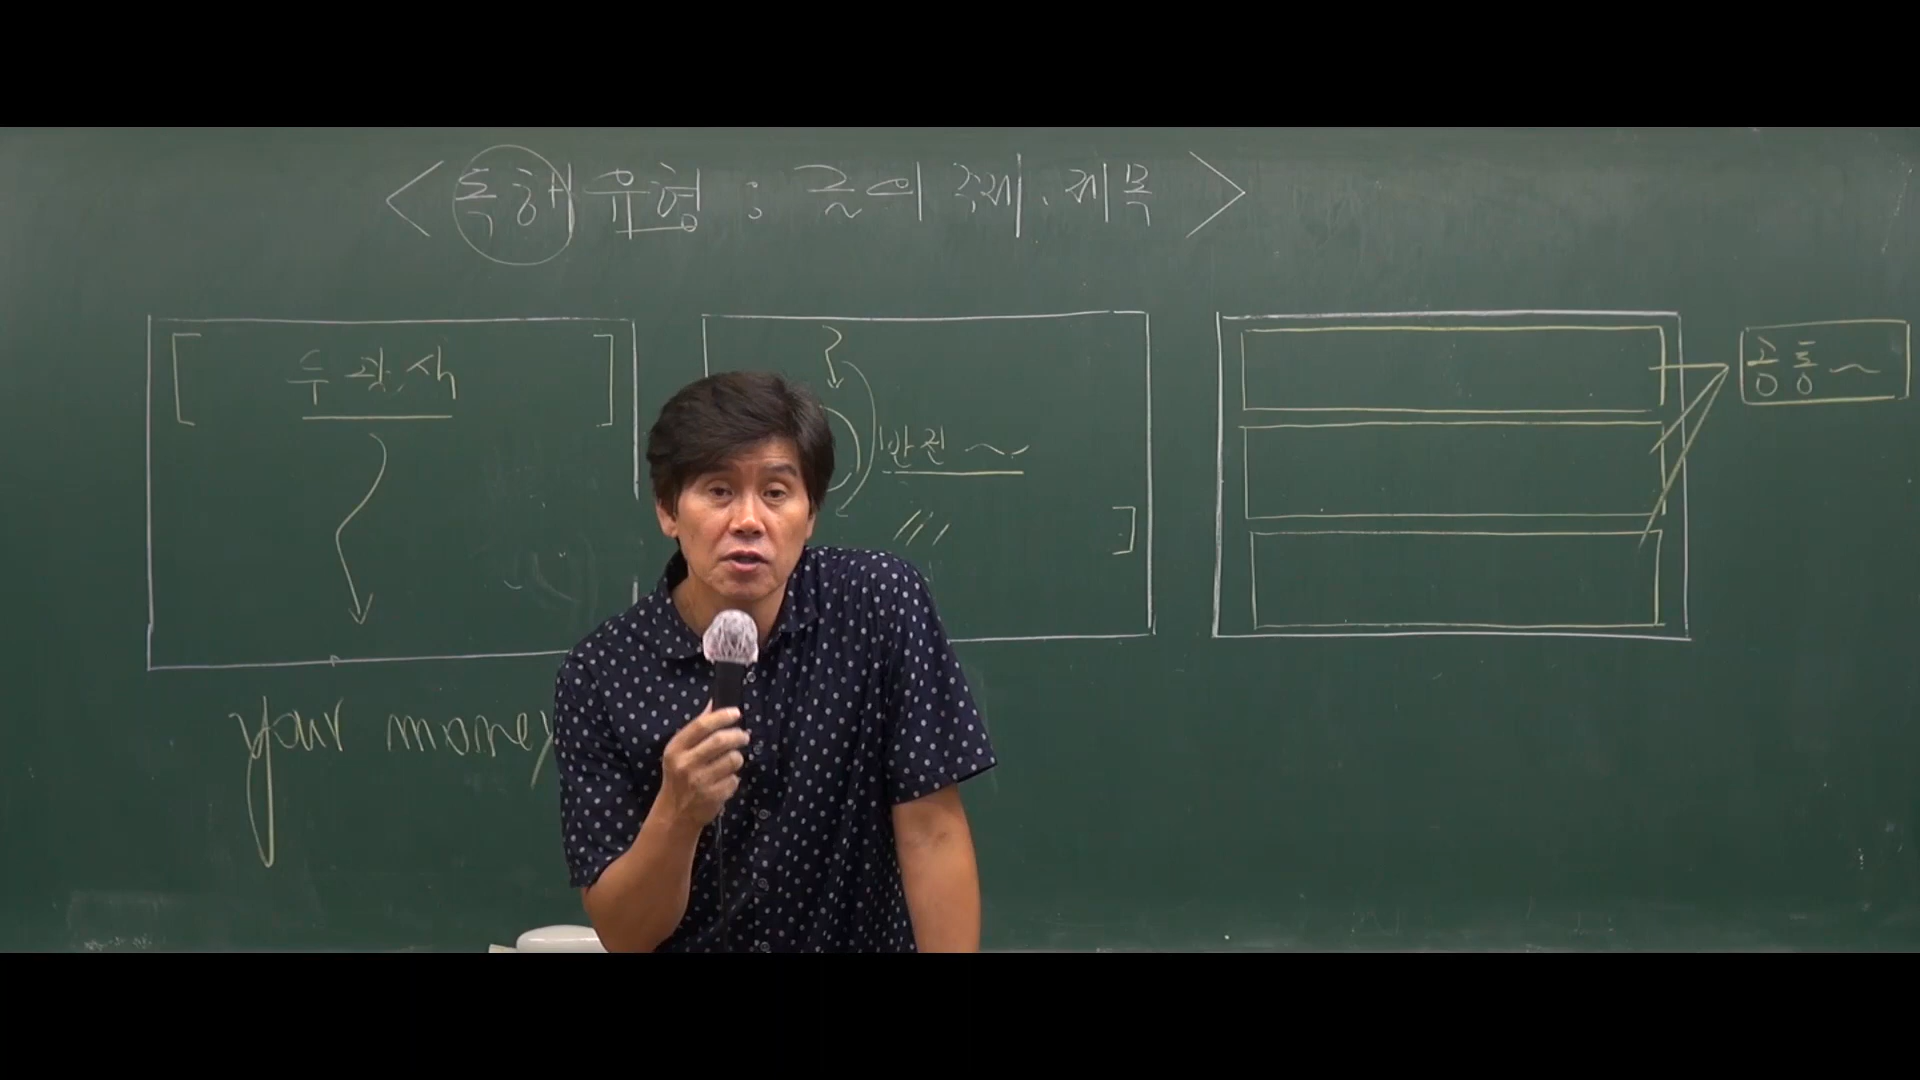 < 독해 유형 : 글의 주제. 제목 >
두괄식
반전 ~
공통 ~
your money